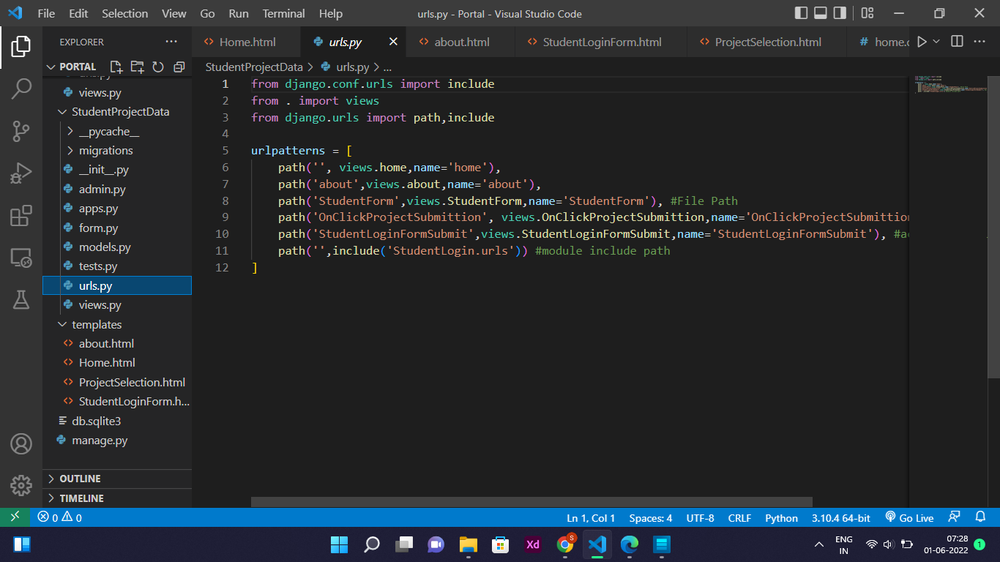 File Edit Selection View Go Run Terminal Help urls.py - Portal - Visual Studio Code
EXPLORER ···
Home.html urls.py about.html StudentLoginForm.html ProjectSelection.html home.c
PORTAL
StudentProjectData > urls.py > ...
urls.py
views.py
StudentProjectData
__pycache__
migrations
__init__.py
admin.py
apps.py
form.py
models.py
tests.py
urls.py
views.py
templates
about.html
Home.html
ProjectSelection.html
StudentLoginForm.h...
db.sqlite3
manage.py
OUTLINE
TIMELINE
1 from django.conf.urls import include
2 from . import views
3 from django.urls import path,include
4
5 urlpatterns = [
6 path('', views.home,name='home'),
7 path('about',views.about,name='about'),
8 path('StudentForm',views.StudentForm,name='StudentForm'), #File Path
9 path('OnClickProjectSubmittion', views.OnClickProjectSubmittion,name='OnClickProjectSubmittion
10 path('StudentLoginFormSubmit',views.StudentLoginFormSubmit,name='StudentLoginFormSubmit'), #a
11 path('',include('StudentLogin.urls')) #module include path
12 ]
0 0 Ln 1, Col 1 Spaces: 4 UTF-8 CRLF Python 3.10.4 64-bit Go Live
Xd S ENG 07:28
IN 01-06-2022 1